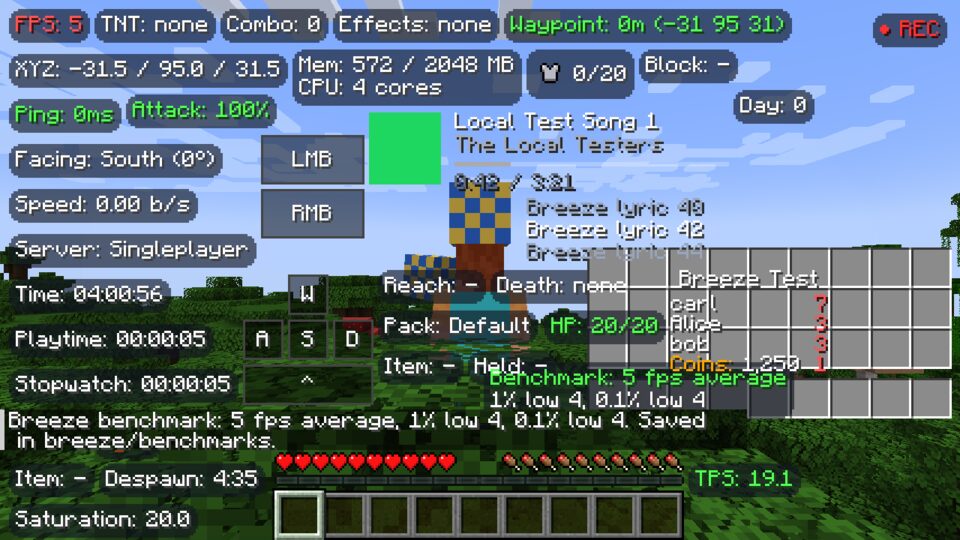 FPS: 5 TNT: none Combo: 0 Effects: none Waypoint: 0m (-31 95 31) REC
XYZ: -31.5 / 95.0 / 31.5 Mem: 572 / 2048 MB 0/20 Block: -
CPU: 4 cores
Ping: 0ms Attack: 100% Day: 0
Local Test Song 1
The Local Testers
Facing: South (0°) LMB
0:42 / 3:21
Speed: 0.00 b/s RMB
Breeze lyric 40
Breeze lyric 42
Breeze lyric 44
Server: Singleplayer
Breeze Test
Time: 04:00:56 W Reach: - Death: none
carl 7
Alice 3
bob 3
Coins: 1,250 1
Playtime: 00:00:05 A S D Pack: Default HP: 20/20
Item: - Held: -
Stopwatch: 00:00:05 ^
Benchmark: 5 fps average
1% low 4, 0.1% low 4
Breeze benchmark: 5 fps average, 1% low 4, 0.1% low 4. Saved
in breeze/benchmarks.
Item: - Despawn: 4:35 TPS: 19.1
Saturation: 20.0